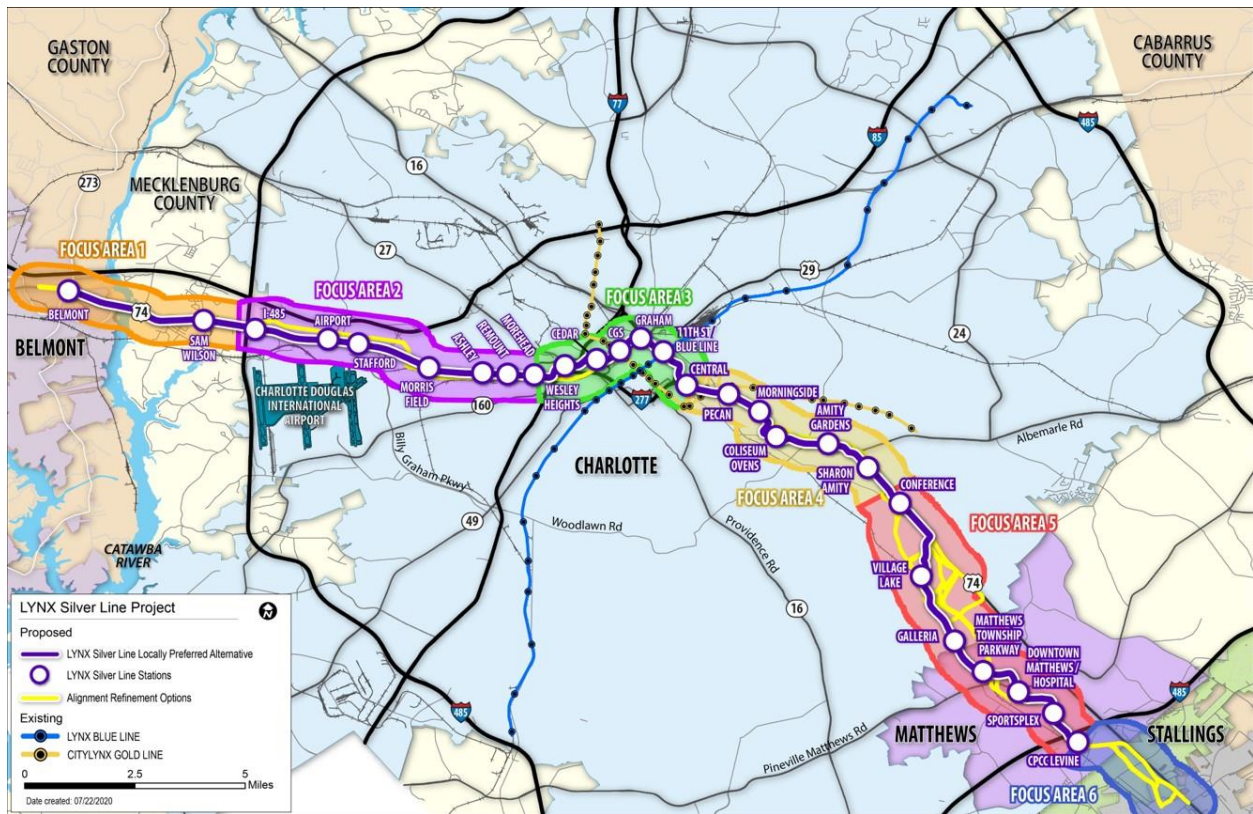 GASTON
COUNTY
CABARRUS
COUNTY
77
485
85
16
273
MECKLENBURG
COUNTY
27
29
24
FOCUS AREA 1
FOCUS AREA 2
FOCUS AREA 3
74
BELMONT
BELMONT
SAM
WILSON
I-485
AIRPORT
STAFFORD
MORRIS
FIELD
ASHLEY
REMOUNT
MOREHEAD
CEDAR
WESLEY
HEIGHTS
CGS
GRAHAM
11TH ST/
BLUE LINE
CENTRAL
277
160
CHARLOTTE DOUGLAS
INTERNATIONAL
AIRPORT
PECAN
MORNINGSIDE
COLISEUM
OVENS
AMITY
GARDENS
SHARON
AMITY
Albemarle Rd
Billy Graham Pkwy
CHARLOTTE
FOCUS AREA 4
CONFERENCE
FOCUS AREA 5
49
Woodlawn Rd
Providence Rd
CATAWBA
RIVER
VILLAGE
LAKE
74
16
GALLERIA
MATTHEWS
TOWNSHIP
PARKWAY
DOWNTOWN
MATTHEWS/
HOSPITAL
485
485
SPORTSPLEX
MATTHEWS
STALLINGS
Pineville Matthews Rd
CPCC LEVINE
FOCUS AREA 6
LYNX Silver Line Project
N
Proposed
LYNX Silver Line Locally Preferred Alternative
LYNX Silver Line Stations
Alignment Refinement Options
Existing
LYNX BLUE LINE
CITYLYNX GOLD LINE
0 2.5 5
Miles
Date created: 07/22/2020